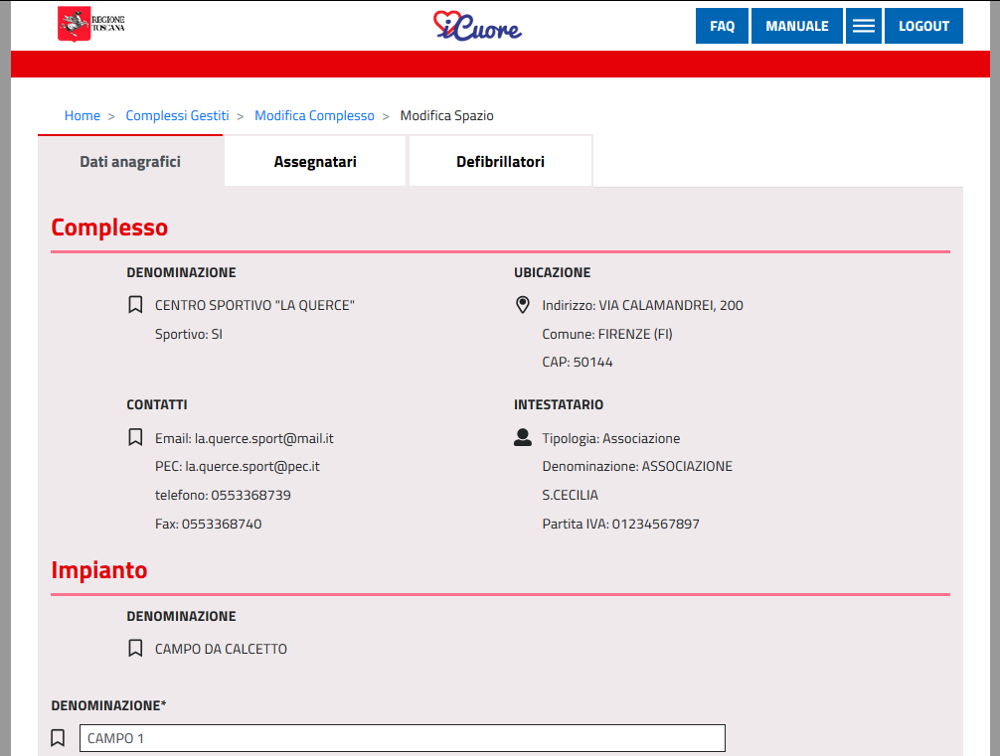 REGIONE
TOSCANA
iCuore
FAQ
MANUALE
LOGOUT
Home > Complessi Gestiti > Modifica Complesso > Modifica Spazio
Dati anagrafici
Assegnatari
Defibrillatori
Complesso
DENOMINAZIONE
CENTRO SPORTIVO "LA QUERCE"
Sportivo: SI
UBICAZIONE
Indirizzo: VIA CALAMANDREI, 200
Comune: FIRENZE (FI)
CAP: 50144
CONTATTI
Email: la.querce.sport@mail.it
PEC: la.querce.sport@pec.it
telefono: 0553368739
Fax: 0553368740
INTESTATARIO
Tipologia: Associazione
Denominazione: ASSOCIAZIONE
S.CECILIA
Partita IVA: 01234567897
Impianto
DENOMINAZIONE
CAMPO DA CALCETTO
DENOMINAZIONE*
CAMPO 1